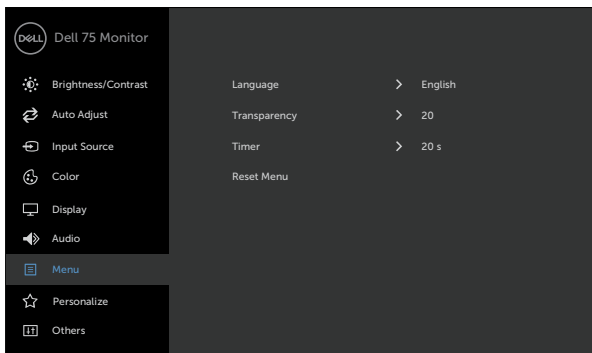 DELL Dell 75 Monitor
Brightness/Contrast
Auto Adjust
Input Source
Color
Display
Audio
Menu
Personalize
Others
Language > English
Transparency > 20
Timer > 20 s
Reset Menu